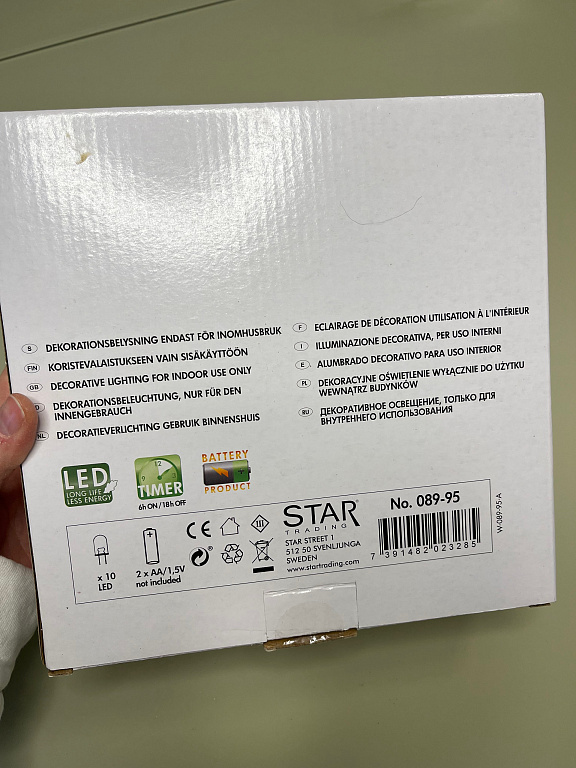 S DEKORATIONSBELYSNING ENDAST FÖR INOMHUSBRUK
FIN KORISTEVALAISTUKSEEN VAIN SISÄKÄYTTÖÖN
GB DECORATIVE LIGHTING FOR INDOOR USE ONLY
D DEKORATIONSBELEUCHTUNG, NUR FÜR DEN
INNENGEBRAUCH
NL DECORATIEVERLICHTING GEBRUIK BINNENSHUIS
F ECLAIRAGE DE DÉCORATION UTILISATION À L'INTÉRIEUR
I ILLUMINAZIONE DECORATIVA, PER USO INTERNI
E ALUMBRADO DECORATIVO PARA USO INTERIOR
PL DEKORACYJNE OŚWIETLENIE WYŁĄCZNIE DO UŻYTKU
WEWNĄTRZ BUDYNKÓW
RU ДЕКОРАТИВНОЕ ОСВЕЩЕНИЕ, ТОЛЬКО ДЛЯ
ВНУТРЕННЕГО ИСПОЛЬЗОВАНИЯ
LED
LONG LIFE
LESS ENERGY
12
9
TIMER
6h ON/18h OFF
BATTERY
PRODUCT
x 10
LED
2 x AA/1,5V
not included
CE
III
STAR
TRADING
STAR STREET 1
512 50 SVENLJUNGA
SWEDEN
www.startrading.com
No. 089-95
7 391482 023285
W-089-95 A